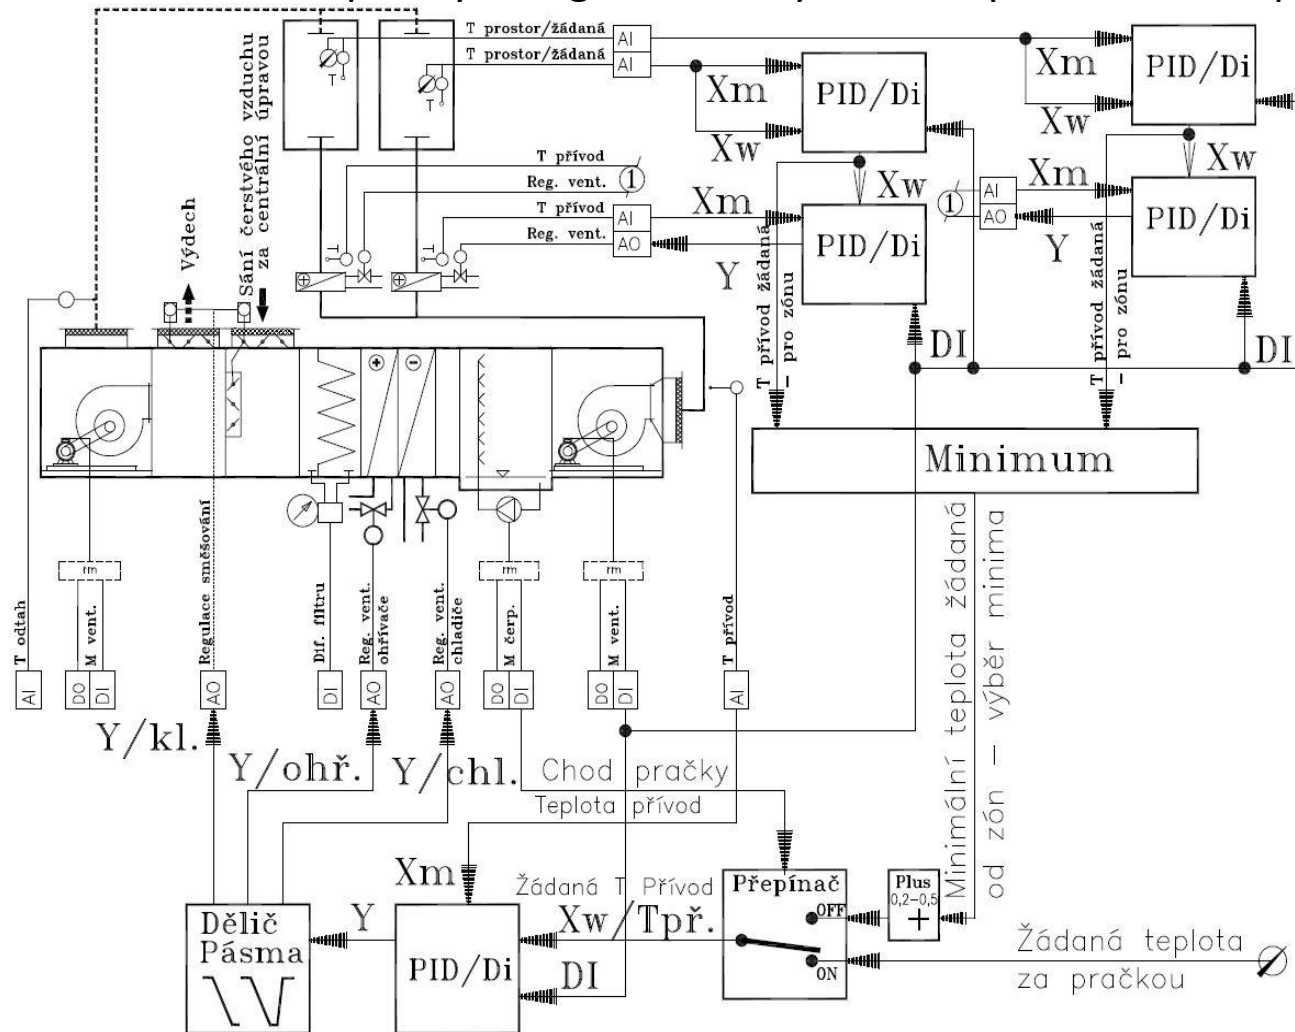 T prostor/žádaná
AI
T prostor/žádaná
AI
Xm
PID/Di
Xw
Xm
PID/Di
Xw
Sání čerstvého vzduchu
za centrální úpravou
Výdech
T
T
T přívod
Reg. vent.
1
T přívod
AI
Xm
Reg. vent.
AO
Y
Xw
PID/Di
T přívod žádaná
– pro zónu
Xw
1
AI
Xm
AO
Y
PID/Di
T přívod žádaná
– pro zónu
DI
DI
Minimum
T odtah
AI
rm
M vent.
DO
DI
Regulace směšování
AO
Dif. filtru
DI
Reg. vent.
ohřívače
AO
Reg. vent.
chladiče
AO
rm
M čerp.
DO
DI
rm
M vent.
DO
DI
T přívod
AI
Minimální teplota žádaná
od zón – výběr minima
Y/kl.
Y/ohř.
Y/chl.
Chod pračky
Teplota přívod
Xm
Žádaná T Přívod
Xw/Tpř.
Přepínač
OFF
ON
Plus
0,2-0,5
+
Žádaná teplota
za pračkou
Dělič
Pásma
Y
PID/Di
DI